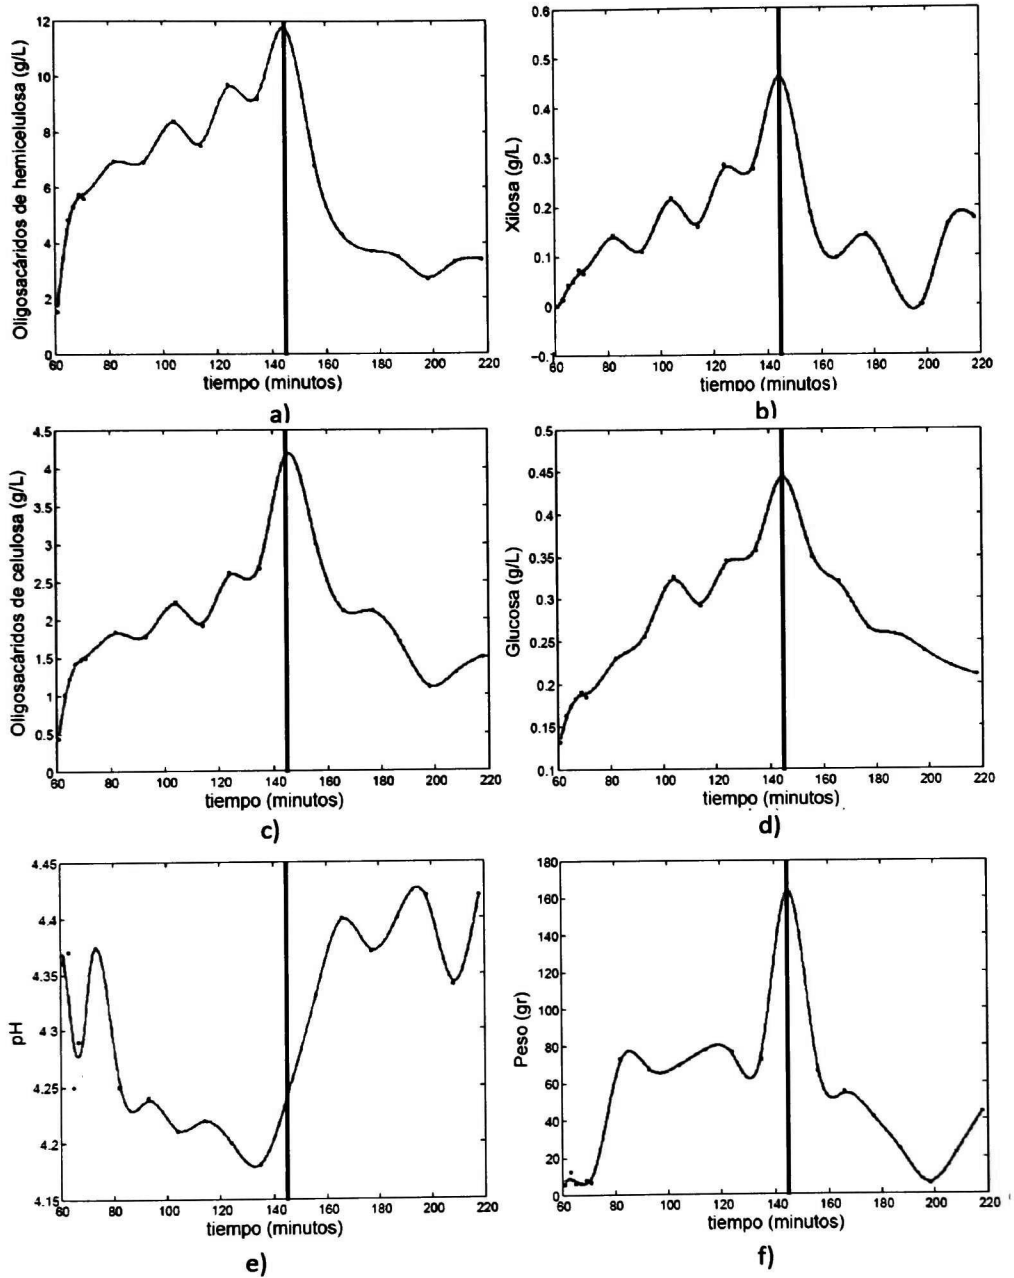 Oligosacáridos de hemicelulosa (g/L)
12
10
8
6
4
2
0
60 80 100 120 140 160 180 200 220
tiempo (minutos)
a)
Xilosa (g/L)
0.6
0.5
0.4
0.3
0.2
0.1
0
−0.1
60 80 100 120 140 160 180 200 220
tiempo (minutos)
b)
Oligosacáridos de celulosa (g/L)
4.5
4
3.5
3
2.5
2
1.5
1
0.5
0
60 80 100 120 140 160 180 200 220
tiempo (minutos)
c)
Glucosa (g/L)
0.5
0.45
0.4
0.35
0.3
0.25
0.2
0.15
0.1
60 80 100 120 140 160 180 200 220
tiempo (minutos)
d)
pH
4.45
4.4
4.35
4 3
4.25
4.2
4.15
60 80 100 120 140 160 180 200 220
tiempo (minutos)
e)
Peso (gr)
180
160
140
120
100
80
60
40
20
0
60 80 100 120 140 160 180 200 220
tiempo (minutos)
f)